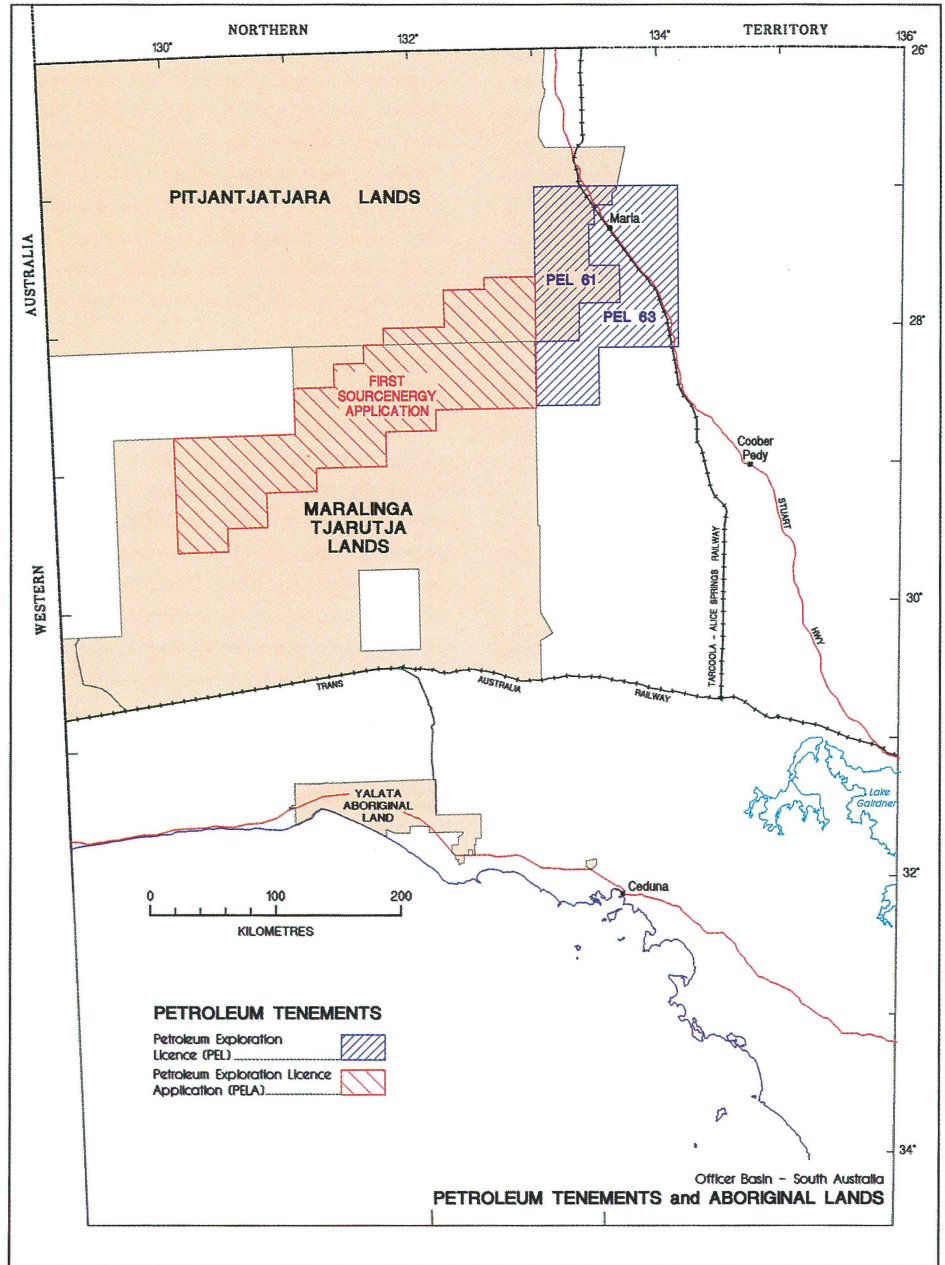 NORTHERN
TERRITORY
130°
132°
134°
136°
26°
PITJANTJATJARA LANDS
Marla
AUSTRALIA
PEL 61
PEL 63
28°
FIRST
SOURCENERGY
APPLICATION
Coober
Pedy
MARALINGA
TJARUTJA
LANDS
STUART
WESTERN
TARCOOLA - ALICE SPRINGS RAILWAY
30°
HWY
TRANS
AUSTRALIA
RAILWAY
Lake
Gairdner
YALATA
ABORIGINAL
LAND
32°
Ceduna
0 100 200
KILOMETRES
PETROLEUM TENEMENTS
Petroleum Exploration
Licence (PEL)
Petroleum Exploration Licence
Application (PELA)
34°
Officer Basin - South Australia
PETROLEUM TENEMENTS and ABORIGINAL LANDS